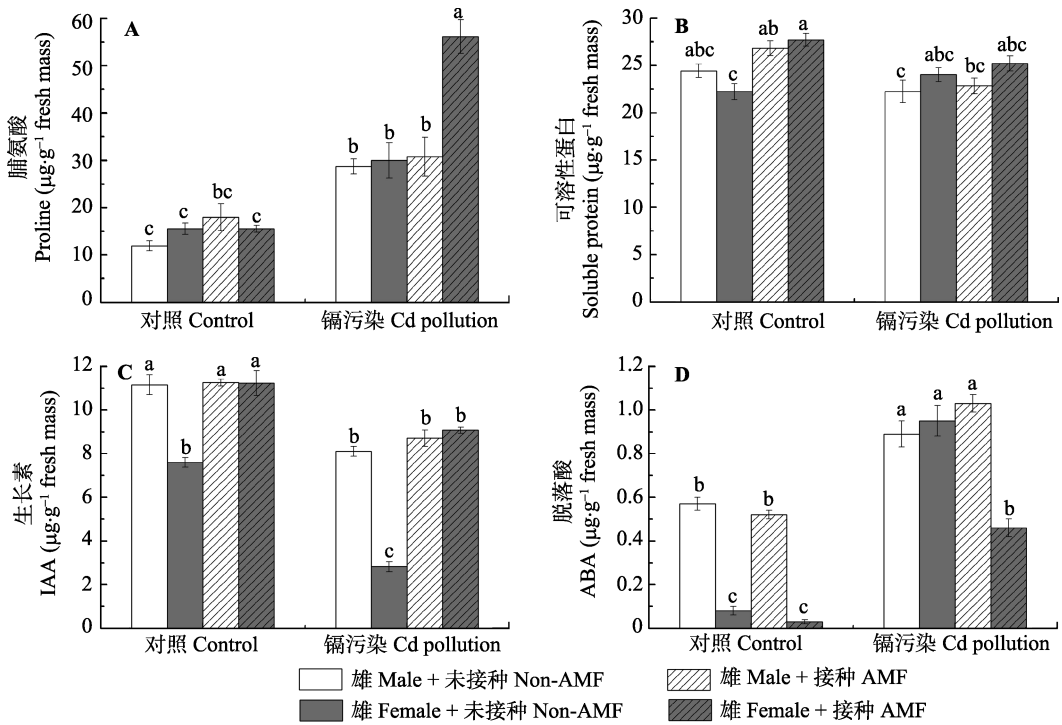 A
脯氨酸
Proline (μg·g⁻¹ fresh mass)
60
50
40
30
20
10
0
c
c
bc
c
b
b
b
a
对照 Control
镉污染 Cd pollution
B
可溶性蛋白
Soluble protein (μg·g⁻¹ fresh mass)
30
25
20
15
10
5
0
abc
c
ab
a
c
abc
bc
abc
对照 Control
镉污染 Cd pollution
C
生长素
IAA (μg·g⁻¹ fresh mass)
12
10
8
6
4
2
0
a
b
a
a
b
c
b
b
对照 Control
镉污染 Cd pollution
D
脱落酸
ABA (μg·g⁻¹ fresh mass)
1.0
0.8
0.6
0.4
0.2
0
b
c
b
c
a
a
a
b
对照 Control
镉污染 Cd pollution
雄 Male + 未接种 Non-AMF
雄 Male + 接种 AMF
雄 Female + 未接种 Non-AMF
雄 Female + 接种 AMF